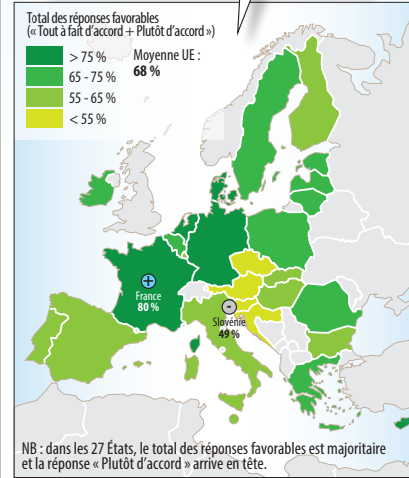 Total des réponses favorables
(« Tout à fait d'accord + Plutôt d'accord »)
> 75 %
65 - 75 %
55 - 65 %
< 55 %
Moyenne UE :
68 %
+
France
80 %
-
Slovénie
49 %
NB : dans les 27 États, le total des réponses favorables est majoritaire
et la réponse « Plutôt d'accord » arrive en tête.